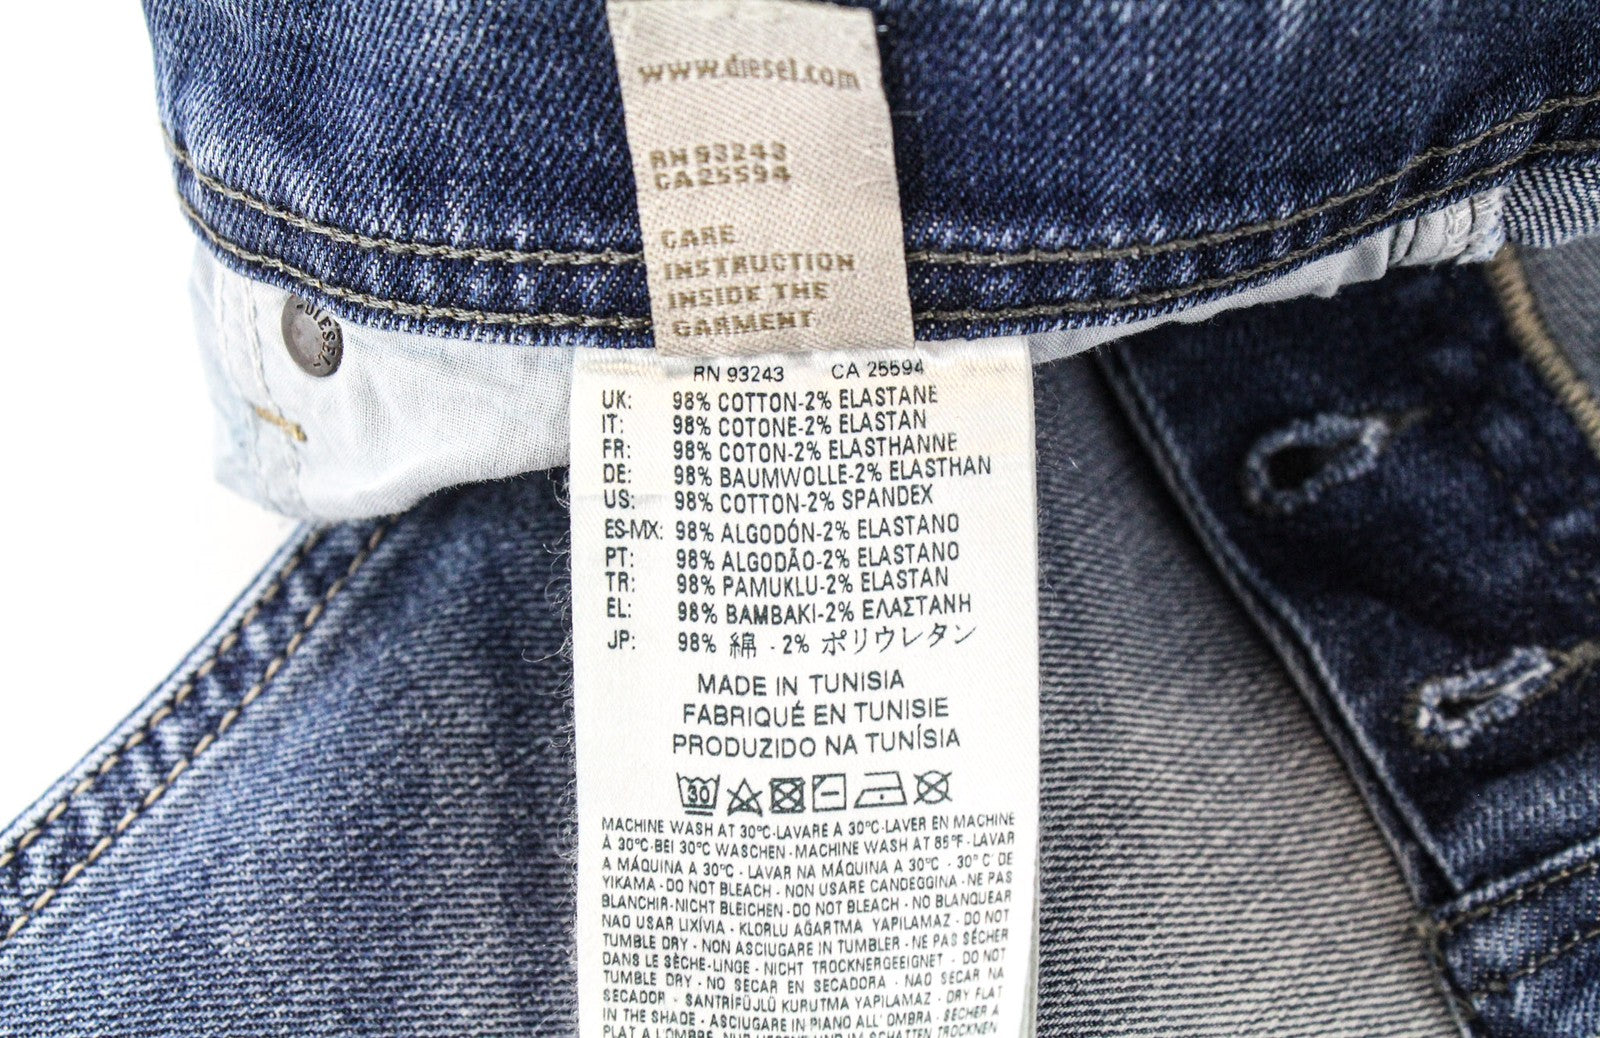 www.diesel.com
RN 93243
CA 25594
CARE
INSTRUCTION
INSIDE THE
GARMENT
DIESEL
RN 93243 CA 25594
UK: 98% COTTON-2% ELASTANE
IT: 98% COTONE-2% ELASTAN
FR: 98% COTON-2% ELASTHANNE
DE: 98% BAUMWOLLE-2% ELASTHAN
US: 98% COTTON-2% SPANDEX
ES-MX: 98% ALGODÓN-2% ELASTANO
PT: 98% ALGODÃO-2% ELASTANO
TR: 98% PAMUKLU-2% ELASTAN
EL: 98% BAMBAKI-2% ΕΛΑΣΤΑΝΗ
JP: 98% 綿 - 2% ポリウレタン
MADE IN TUNISIA
FABRIQUÉ EN TUNISIE
PRODUZIDO NA TUNÍSIA
30
MACHINE WASH AT 30°C-LAVARE A 30°C-LAVER EN MACHINE
À 30°C-BEI 30°C WASCHEN-MACHINE WASH AT 85°F-LAVAR
A MÁQUINA A 30°C - LAVAR NA MÁQUINA A 30°C - 30° C' DE
YIKAMA - DO NOT BLEACH - NON USARE CANDEGGINA - NE PAS
BLANCHIR-NICHT BLEICHEN-DO NOT BLEACH - NO BLANQUEAR
NAO USAR LIXÍVIA - KLORLU AĞARTMA YAPILAMAZ - DO NOT
TUMBLE DRY - NON ASCIUGARE IN TUMBLER - NE PAS SÉCHER
DANS LE SÈCHE-LINGE - NICHT TROCKNERGEEIGNET - DO NOT
TUMBLE DRY - NO SECAR EN SECADORA - NAO SECAR NA
SECADOR - SANTRİFÜJLÜ KURUTMA YAPILAMAZ - DRY FLAT
IN THE SHADE - ASCIUGARE IN PIANO ALL' OMBRA - SÉCHER À
PLAT A L'OMBRE IM SCHATTEN TROCKNEN